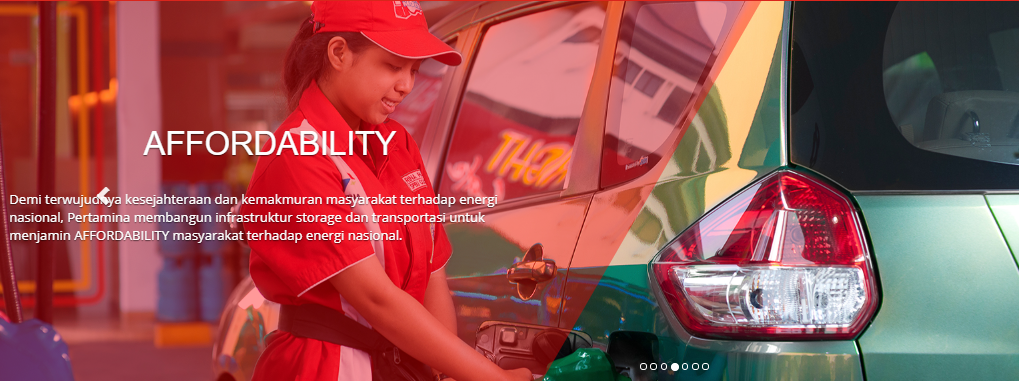 AFFORDABILITY
Demi terwujudnya kesejahteraan dan kemakmuran masyarakat terhadap energi
nasional, Pertamina membangun infrastruktur storage dan transportasi untuk
menjamin AFFORDABILITY masyarakat terhadap energi nasional.